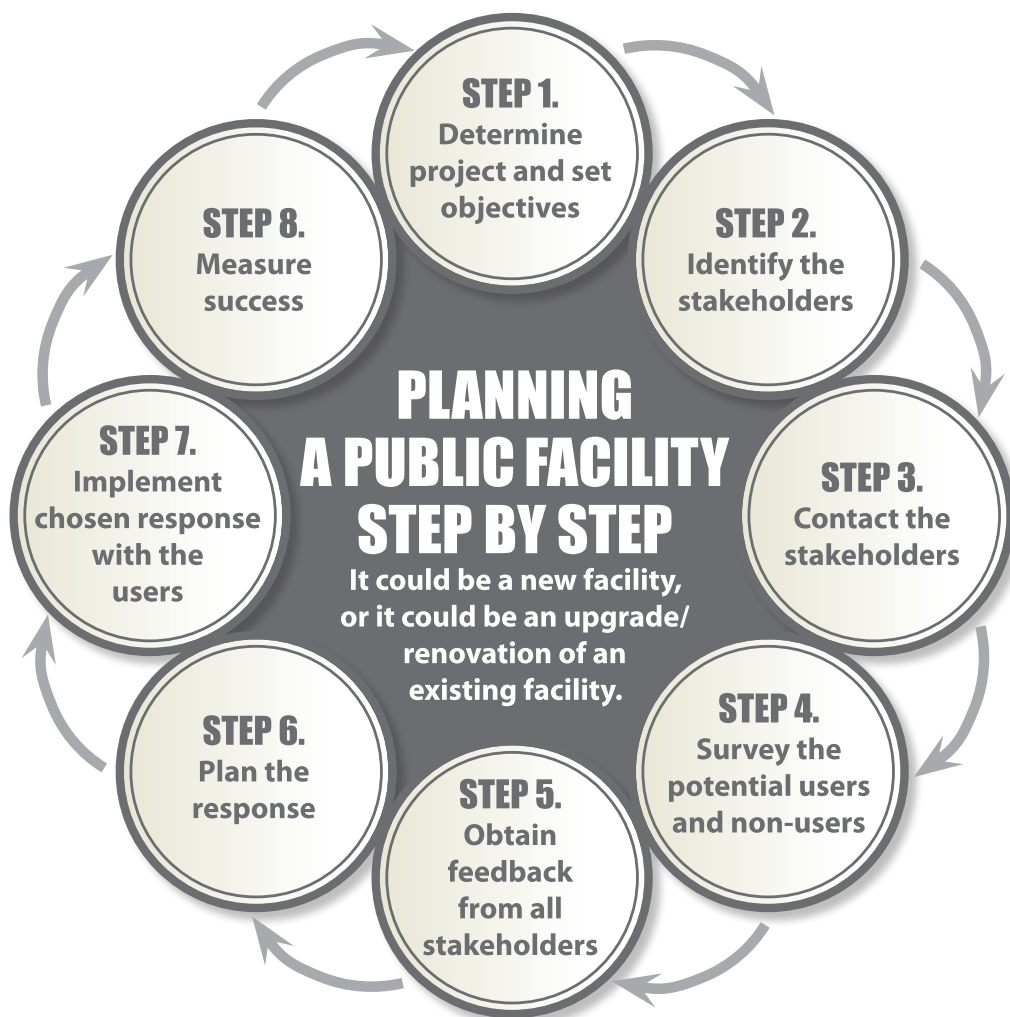 STEP 1.
Determine
project and set
objectives
STEP 2.
Identify the
stakeholders
STEP 3.
Contact the
stakeholders
STEP 4.
Survey the
potential users
and non-users
STEP 5.
Obtain
feedback
from all
stakeholders
STEP 6.
Plan the
response
STEP 7.
Implement
chosen response
with the
users
STEP 8.
Measure
success
PLANNING
A PUBLIC FACILITY
STEP BY STEP
It could be a new facility,
or it could be an upgrade/
renovation of an
existing facility.